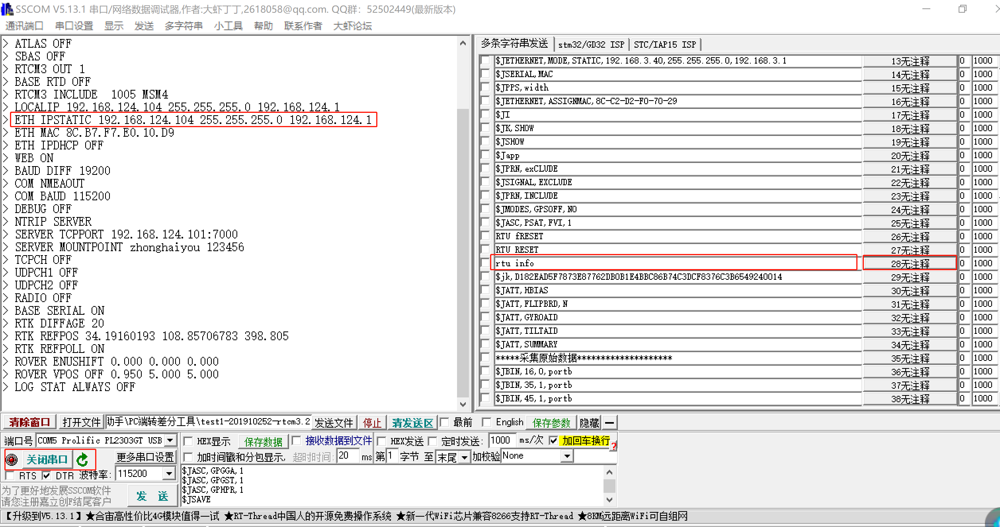 SSCOM V5.13.1 串口/网络数据调试器,作者:大虾丁丁,2618058@qq.com. QQ群: 52502449(最新版本)
通讯端口 串口设置 显示 发送 多字符串 小工具 帮助 联系作者 大虾论坛
> ATLAS OFF
> SBAS OFF
> RTCM3 OUT 1
> BASE RTD OFF
> RTCM3 INCLUDE  1005 MSM4
> LOCALIP 192.168.124.104 255.255.255.0 192.168.124.1
> ETH IPSTATIC 192.168.124.104 255.255.255.0 192.168.124.1
> ETH MAC 8C.B7.F7.E0.10.D9
> ETH IPDHCP OFF
> WEB ON
> BAUD DIFF 19200
> COM NMEAOUT
> COM BAUD 115200
> DEBUG OFF
> NTRIP SERVER
> SERVER TCPPORT 192.168.124.101:7000
> SERVER MOUNTPOINT zhonghaiyou 123456
> TCPCH OFF
> UDPCH1 OFF
> UDPCH2 OFF
> RADIO OFF
> BASE SERIAL ON
> RTK DIFFAGE 20
> RTK REFPOS 34.19160193 108.85706783 398.805
> RTK REFPOLL ON
> ROVER ENUSHIFT 0.000 0.000 0.000
> ROVER VPOS OFF 0.950 5.000 5.000
> LOG STAT ALWAYS OFF
多条字符串发送 stm32/GD32 ISP STC/IAP15 ISP
$JETHERNET,MODE,STATIC,192.168.3.40,255.255.255.0,192.168.3.1 13无注释 0 1000
$JSERIAL,MAC 14无注释 0 1000
$JPPS,width 15无注释 0 1000
$JETHERNET,ASSIGNMAC,8C-C2-D2-F0-70-29 16无注释 0 1000
$JI 17无注释 0 1000
$JK,SHOW 18无注释 0 1000
$JSHOW 19无注释 0 1000
$Japp 20无注释 0 1000
$JPRN,exCLUDE 21无注释 0 1000
$JSIGNAL,EXCLUDE 22无注释 0 1000
$JPRN,INCLUDE 23无注释 0 1000
$JMODES,GPSOFF,NO 24无注释 0 1000
$JASC,PSAT,FVI,1 25无注释 0 1000
RTU fRESET 26无注释 0 1000
RTU RESET 27无注释 0 1000
rtu info 28无注释 0 1000
$jk,D182EAD5F7873E87762DB0B1E4BBC86B74C3DCF8376C3B6549240014 29无注释 0 1000
$JATT,HBIAS 30无注释 0 1000
$JATT,FLIPBRD,N 31无注释 0 1000
$JATT,GYROAID 32无注释 0 1000
$JATT,TILTAID 33无注释 0 1000
$JATT,SUMMARY 34无注释 0 1000
*****采集原始数据******************** 35无注释 0 1000
$JBIN,16,0,portb 36无注释 0 1000
$JBIN,35,1,portb 37无注释 0 1000
$JBIN,45,1,portb 38无注释 0 1000
清除窗口 打开文件 助手\PC端转差分工具\test1-201910252-rtcm3.2 发送文件 停止 清发送区 最前 English 保存参数 隐藏 —
端口号 COM5 Prolific PL2303GT USB HEX显示 保存数据 接收数据到文件 HEX发送 定时发送: 1000 ms/次 加回车换行 ?
关闭串口 更多串口设置 加时间戳和分包显示, 超时时间: 20 ms 第 1 字节 至 末尾 加校验 None
RTS DTR 波特率: 115200
为了更好地发展SSCOM软件
请您注册嘉立创F结尾客户
发 送
$JASC,GPGGA,1
$JASC,GPGST,1
$JASC,GPHPR,1
$JSAVE
【升级到V5.13.1】★合宙高性价比4G模块值得一试 ★RT-Thread中国人的开源免费操作系统 ★新一代WiFi芯片兼容8266支持RT-Thread ★8KM远距离WiFi可自组网